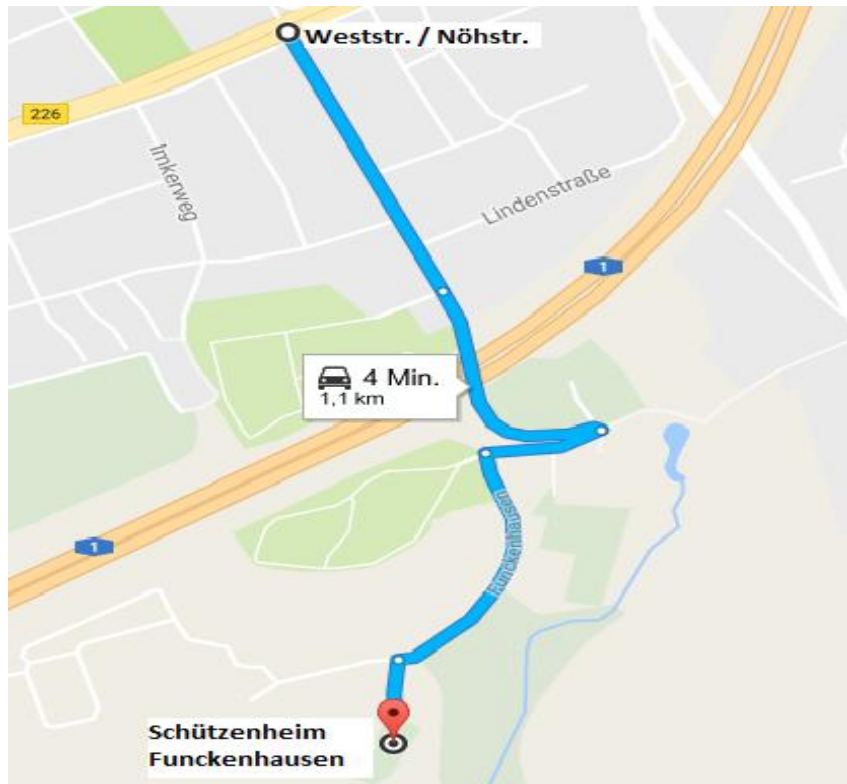 Weststr. / Nöhstr.
226
Imkerweg
Lindenstraße
1
4 Min.
1,1 km
Funckenhausen
1
Schützenheim
Funckenhausen